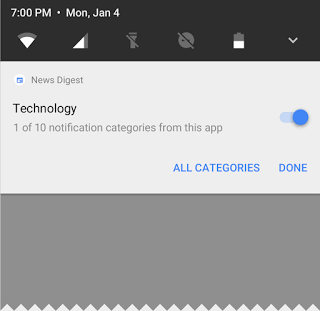 7:00 PM • Mon, Jan 4
News Digest
Technology
1 of 10 notification categories from this app
ALL CATEGORIES DONE